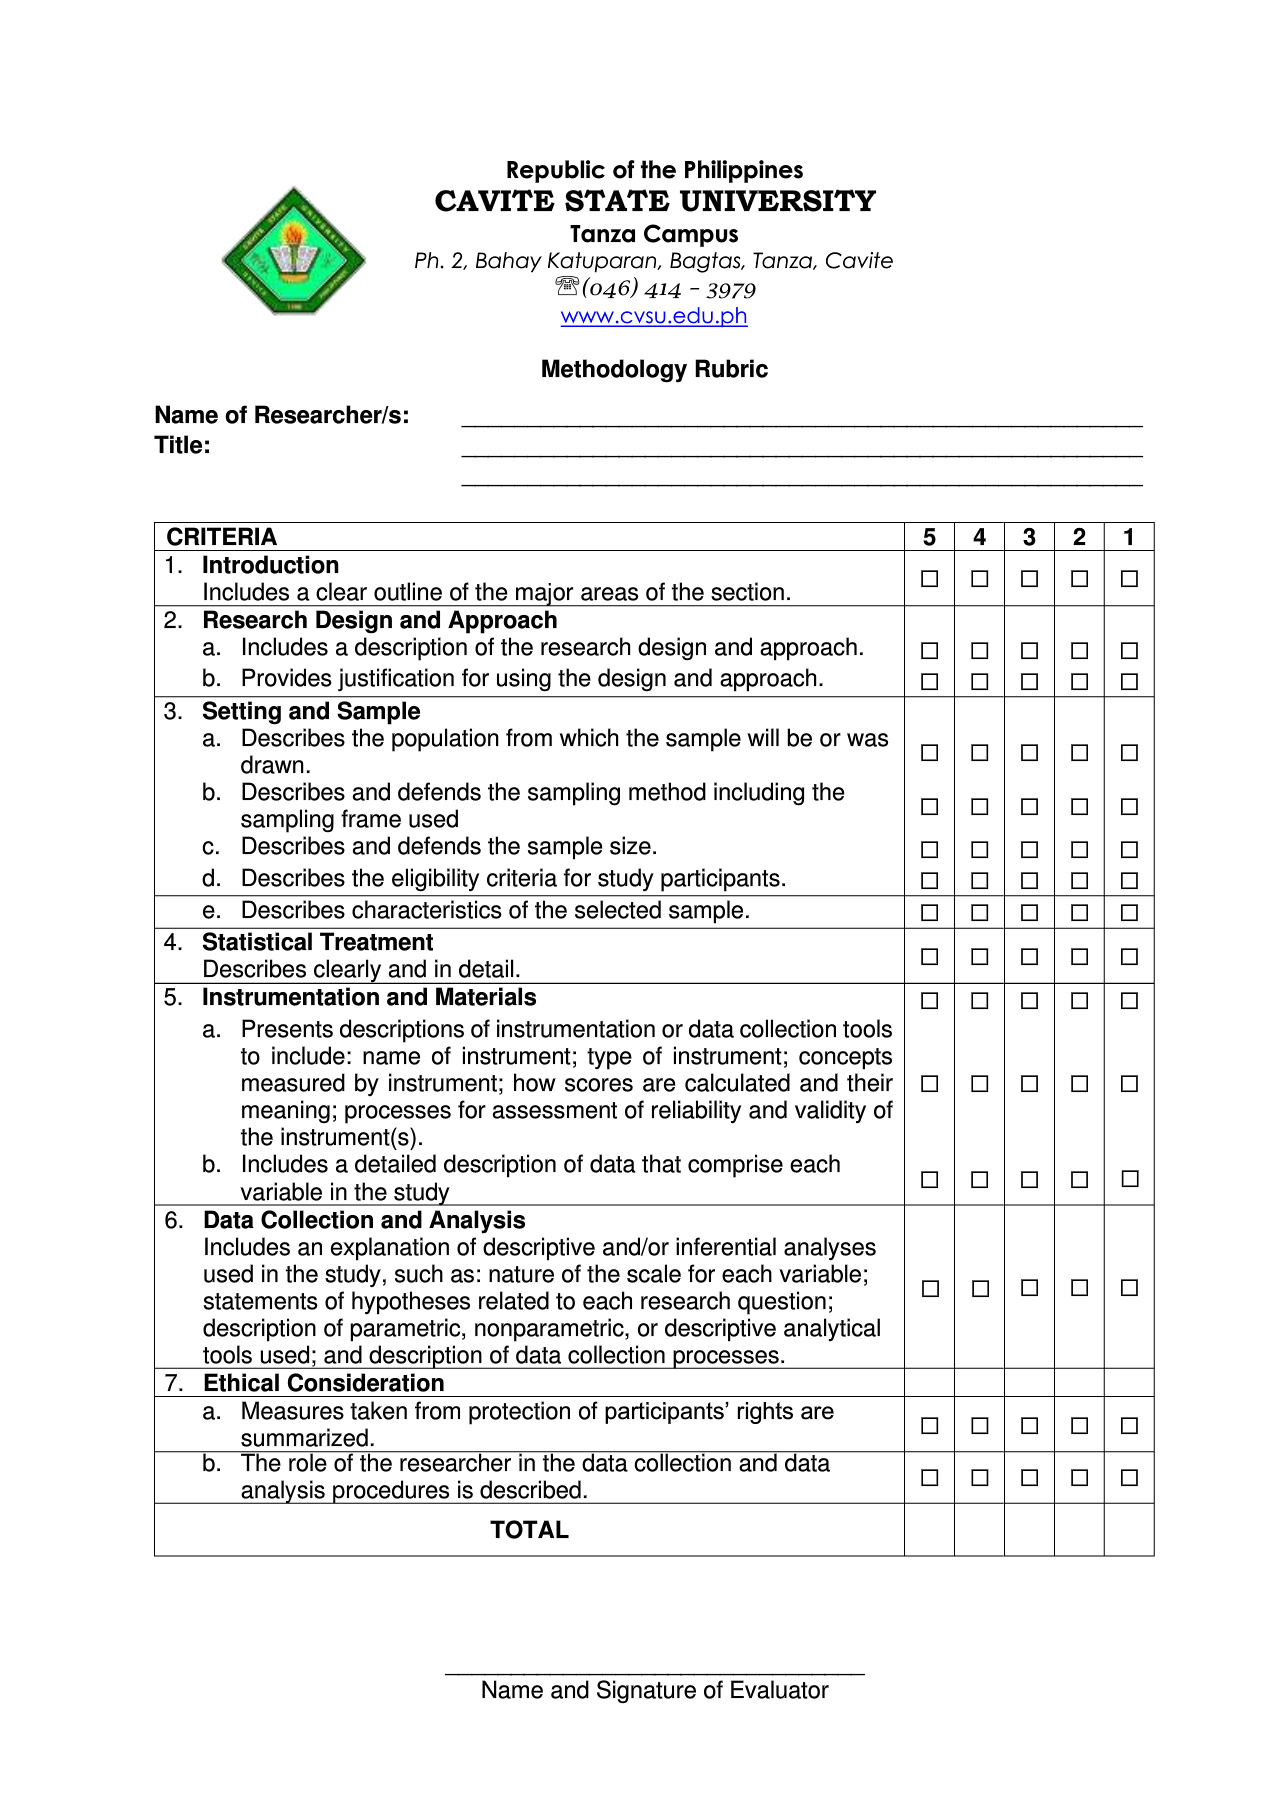 Republic of the Philippines
CAVITE STATE UNIVERSITY
Tanza Campus
Ph. 2, Bahay Katuparan, Bagtas, Tanza, Cavite
☏(046) 414 – 3979
www.cvsu.edu.ph
Methodology Rubric
Name of Researcher/s: ____________________
Title: ____________________
____________________
CRITERIA 5 4 3 2 1
1. Introduction
Includes a clear outline of the major areas of the section. ☐ ☐ ☐ ☐ ☐
2. Research Design and Approach
a. Includes a description of the research design and approach. ☐ ☐ ☐ ☐ ☐
b. Provides justification for using the design and approach. ☐ ☐ ☐ ☐ ☐
3. Setting and Sample
a. Describes the population from which the sample will be or was
drawn. ☐ ☐ ☐ ☐ ☐
b. Describes and defends the sampling method including the
sampling frame used ☐ ☐ ☐ ☐ ☐
c. Describes and defends the sample size. ☐ ☐ ☐ ☐ ☐
d. Describes the eligibility criteria for study participants. ☐ ☐ ☐ ☐ ☐
e. Describes characteristics of the selected sample. ☐ ☐ ☐ ☐ ☐
4. Statistical Treatment
Describes clearly and in detail. ☐ ☐ ☐ ☐ ☐
5. Instrumentation and Materials ☐ ☐ ☐ ☐ ☐
a. Presents descriptions of instrumentation or data collection tools
to include: name of instrument; type of instrument; concepts
measured by instrument; how scores are calculated and their ☐ ☐ ☐ ☐ ☐
meaning; processes for assessment of reliability and validity of
the instrument(s).
b. Includes a detailed description of data that comprise each
variable in the study ☐ ☐ ☐ ☐ ☐
6. Data Collection and Analysis
Includes an explanation of descriptive and/or inferential analyses
used in the study, such as: nature of the scale for each variable;
statements of hypotheses related to each research question; ☐ ☐ ☐ ☐ ☐
description of parametric, nonparametric, or descriptive analytical
tools used; and description of data collection processes.
7. Ethical Consideration
a. Measures taken from protection of participants’ rights are
summarized. ☐ ☐ ☐ ☐ ☐
b. The role of the researcher in the data collection and data
analysis procedures is described. ☐ ☐ ☐ ☐ ☐
TOTAL
____________________
Name and Signature of Evaluator